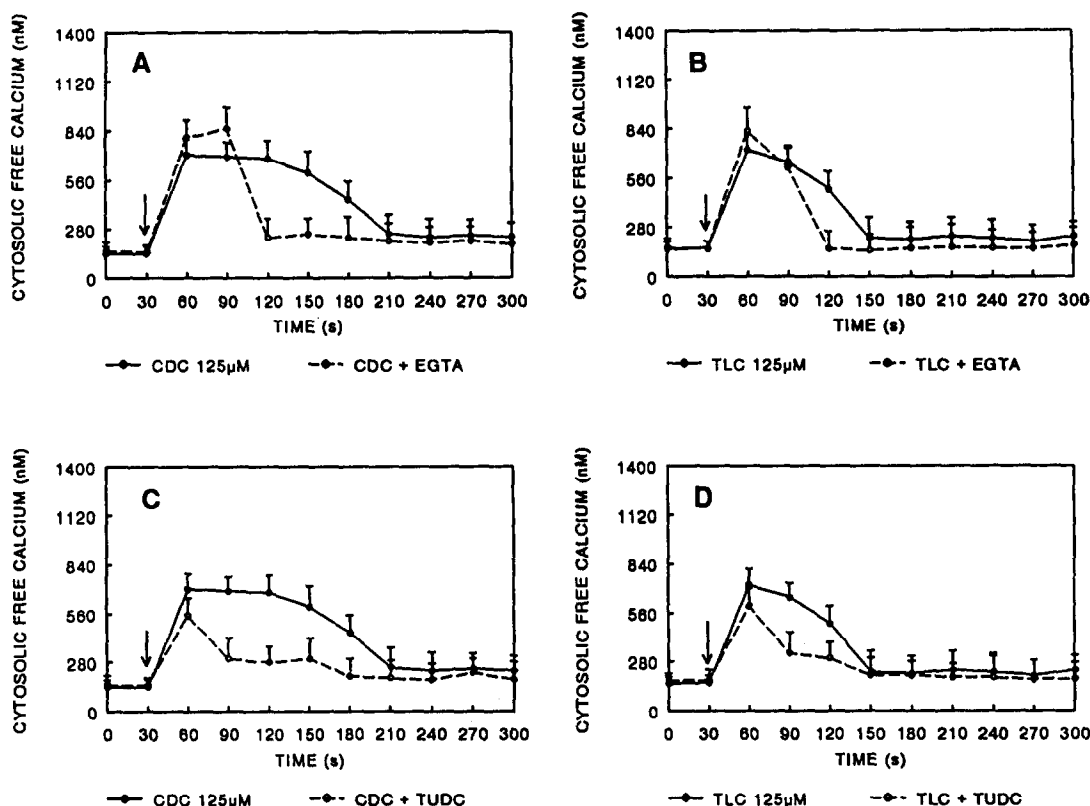 A
CYTOSOLIC FREE CALCIUM (nM)
1400
1120
840
560
280
0
0 30 60 90 120 150 180 210 240 270 300
TIME (s)
CDC 125µM CDC + EGTA
B
CYTOSOLIC FREE CALCIUM (nM)
1400
1120
840
560
280
0
0 30 60 90 120 150 180 210 240 270 300
TIME (s)
TLC 125µM TLC + EGTA
C
CYTOSOLIC FREE CALCIUM (nM)
1400
1120
840
560
280
0
0 30 60 90 120 150 180 210 240 270 300
TIME (s)
CDC 125µM CDC + TUDC
D
CYTOSOLIC FREE CALCIUM (nM)
1400
1120
840
560
280
0
0 30 60 90 120 150 180 210 240 270 300
TIME (s)
TLC 125µM TLC + TUDC